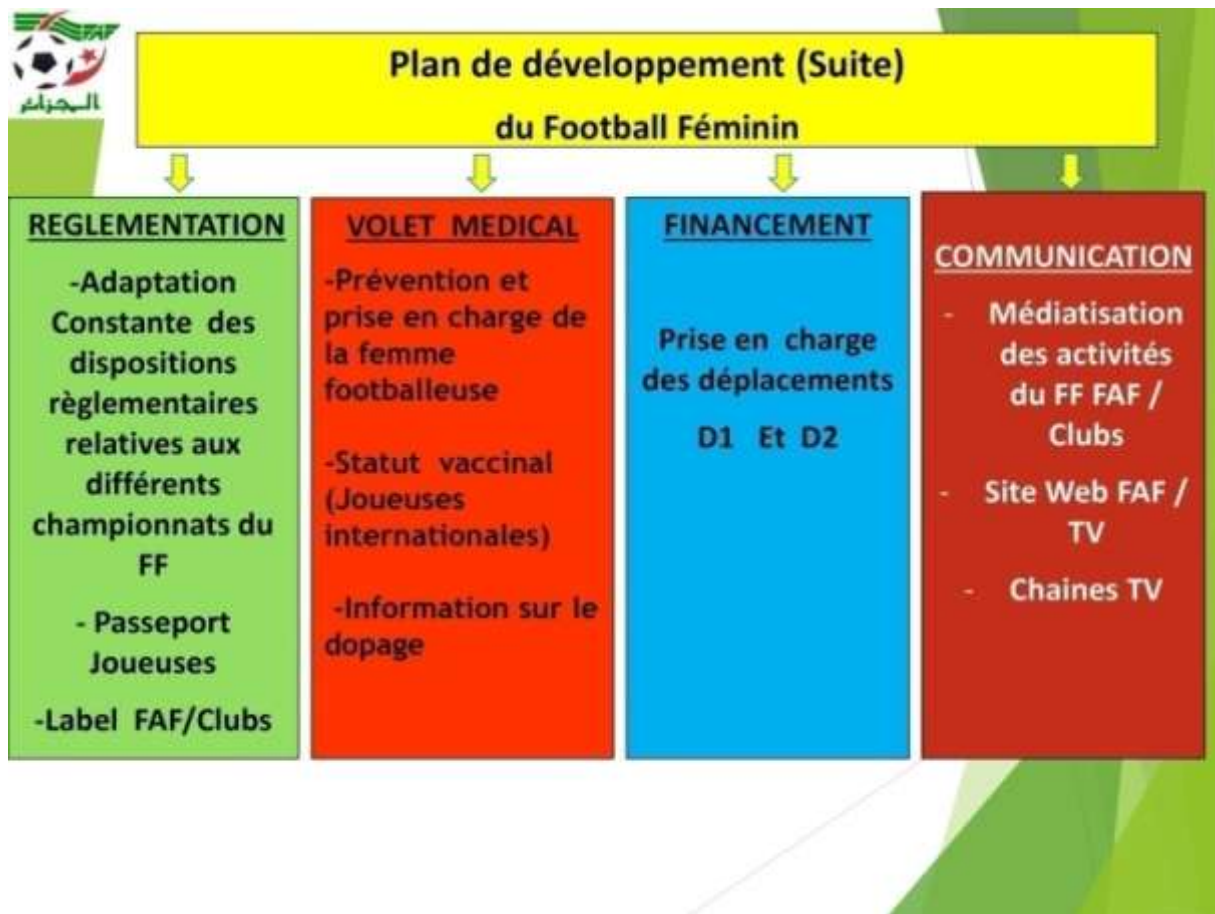 FAF
الجزائر
Plan de développement (Suite)
du Football Féminin
REGLEMENTATION
-Adaptation
Constante des
dispositions
règlementaires
relatives aux
différents
championnats du
FF
- Passeport
Joueuses
-Label FAF/Clubs
VOLET MEDICAL
-Prévention et
prise en charge de
la femme
footballeuse
-Statut vaccinal
(Joueuses
internationales)
-Information sur le
dopage
FINANCEMENT
Prise en charge
des déplacements
D1 Et D2
COMMUNICATION
- Médiatisation
des activités
du FF FAF /
Clubs
- Site Web FAF /
TV
- Chaines TV